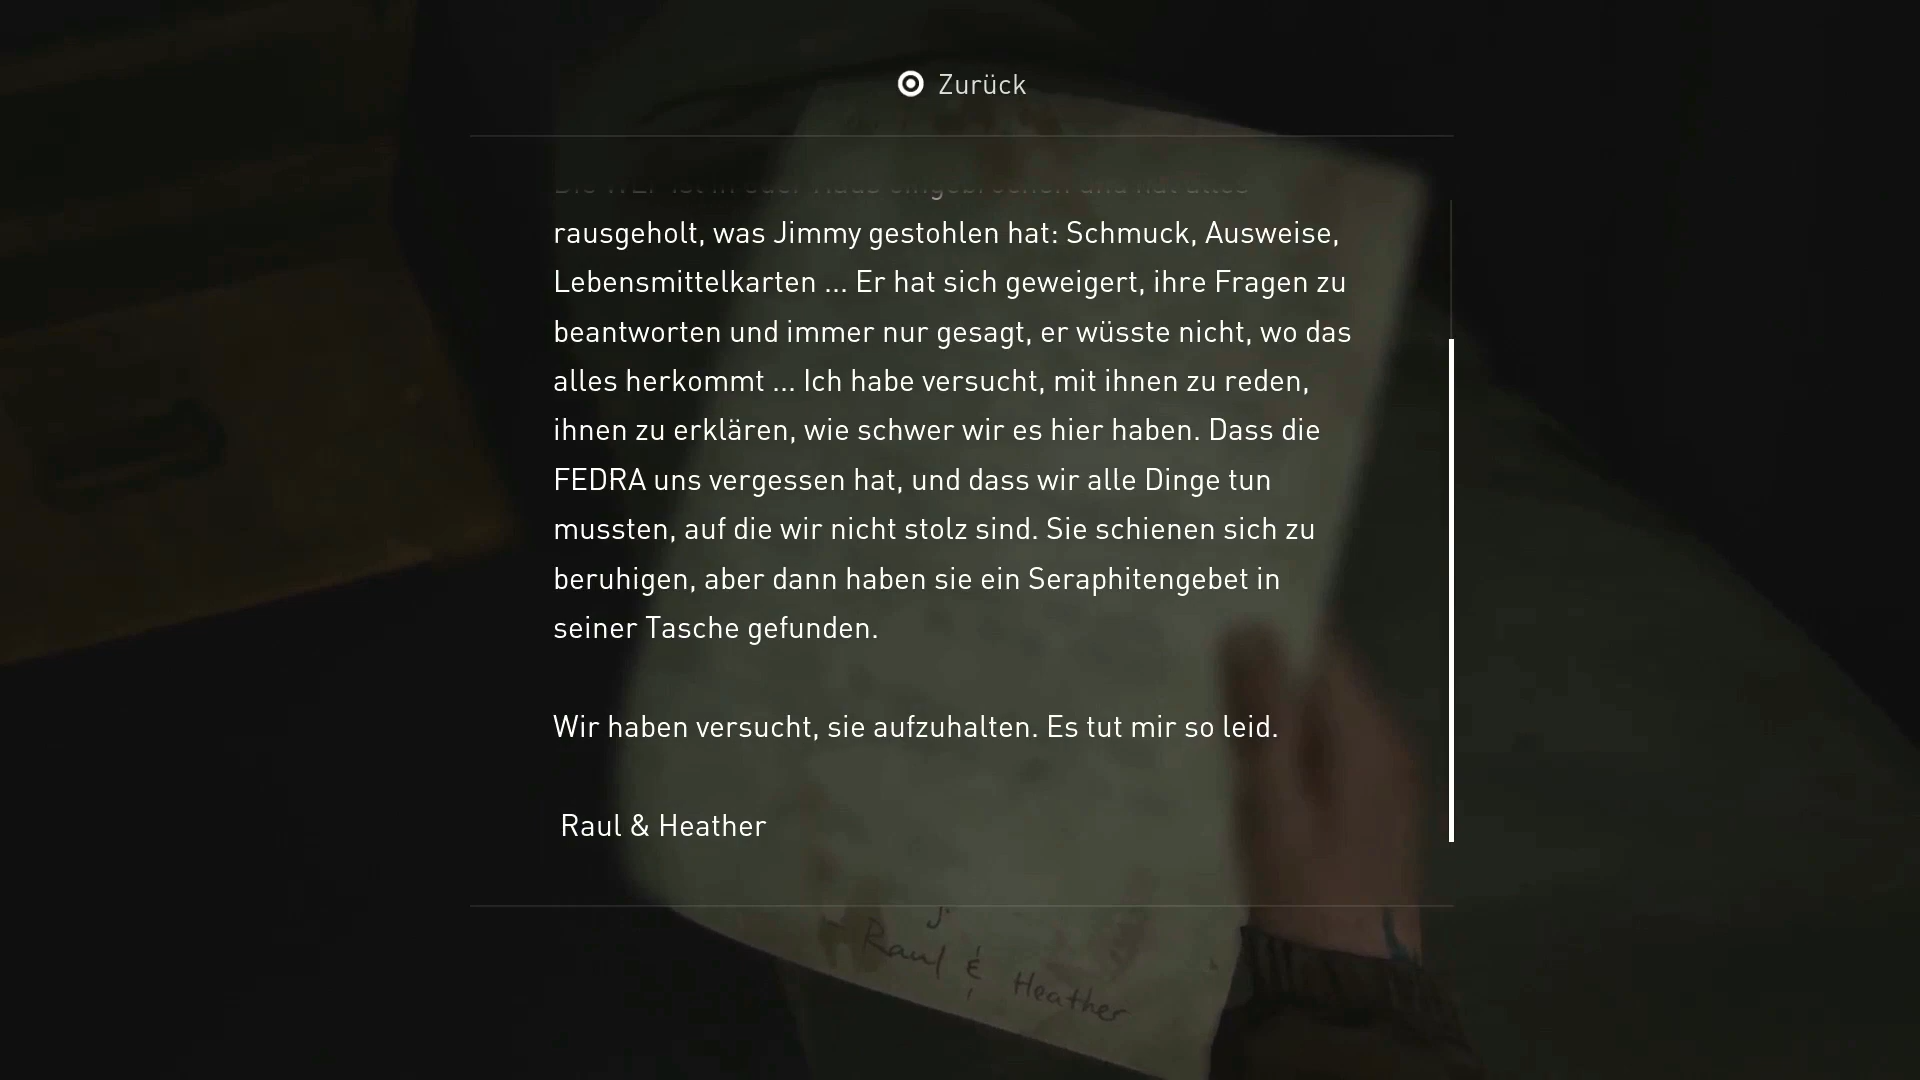 Zurück
rausgeholt, was Jimmy gestohlen hat: Schmuck, Ausweise,
Lebensmittelkarten ... Er hat sich geweigert, ihre Fragen zu
beantworten und immer nur gesagt, er wüsste nicht, wo das
alles herkommt ... Ich habe versucht, mit ihnen zu reden,
ihnen zu erklären, wie schwer wir es hier haben. Dass die
FEDRA uns vergessen hat, und dass wir alle Dinge tun
mussten, auf die wir nicht stolz sind. Sie schienen sich zu
beruhigen, aber dann haben sie ein Seraphitengebet in
seiner Tasche gefunden.
Wir haben versucht, sie aufzuhalten. Es tut mir so leid.
Raul & Heather
Raul & Heather